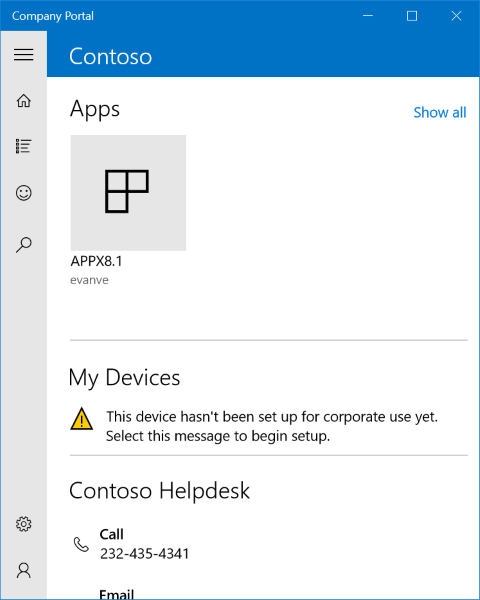 Company Portal
Contoso
Apps
Show all
APPX8.1
evanve
My Devices
This device hasn't been set up for corporate use yet.
Select this message to begin setup.
Contoso Helpdesk
Call
232-435-4341
Email